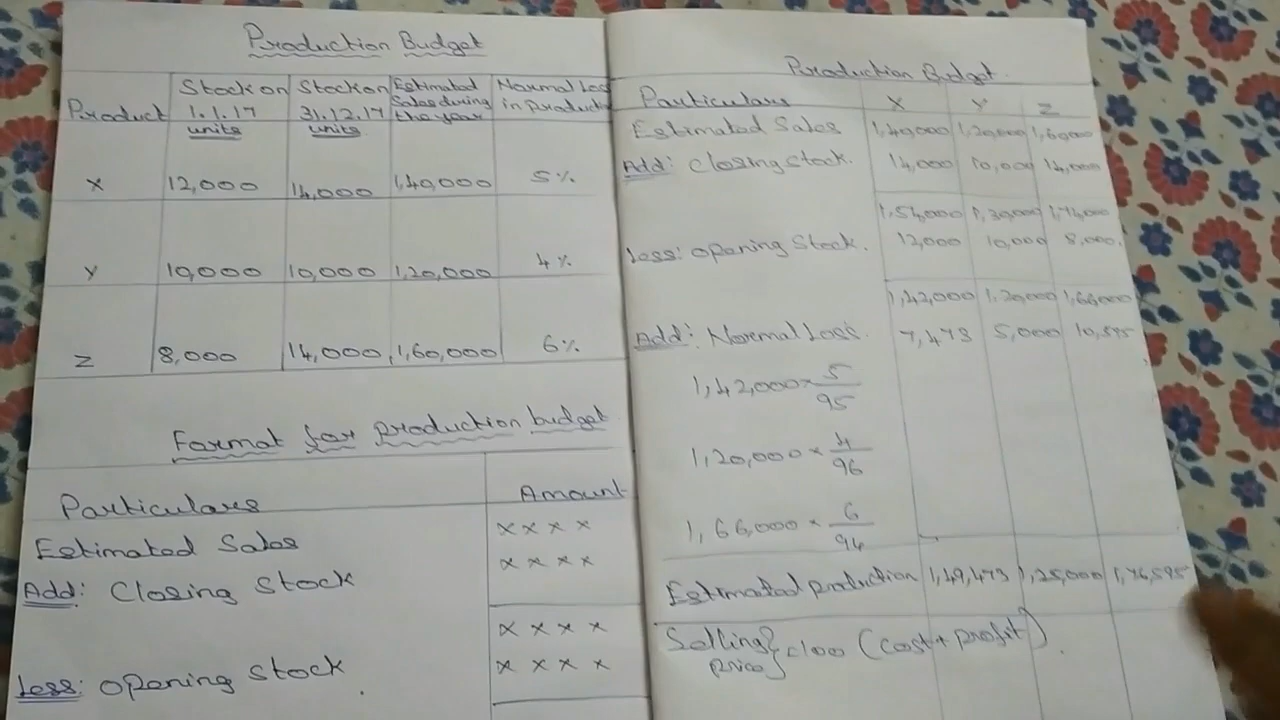 Production Budget
Product Stock on 1.1.17 units Stock on 31.12.17 units Estimated Sales during the year Normal Loss in Product
X 12,000 14,000 1,40,000 5%
Y 10,000 10,000 1,20,000 4%
Z 8,000 14,000 1,60,000 6%
Format for production budget
Particulars Amount
Estimated Sales x x x x
Add: Closing Stock x x x x
x x x x
Less: Opening Stock x x x x
Production Budget
Particulars X Y Z
Estimated Sales 1,40,000 1,20,000 1,60,000
Add: Closing Stock. 14,000 10,000 14,000
1,54,000 1,30,000 1,74,000
Less: Opening Stock. 12,000 10,000 8,000.
1,42,000 1,20,000 1,66,000
Add: Normal Loss. 7,473 5,000 10,595
1,42,000 × 5/95
1,20,000 × 4/96
1,66,000 × 6/94
Estimated production 1,49,473 1,25,000 1,76,595
Selling price} 100 (Cost + profit)